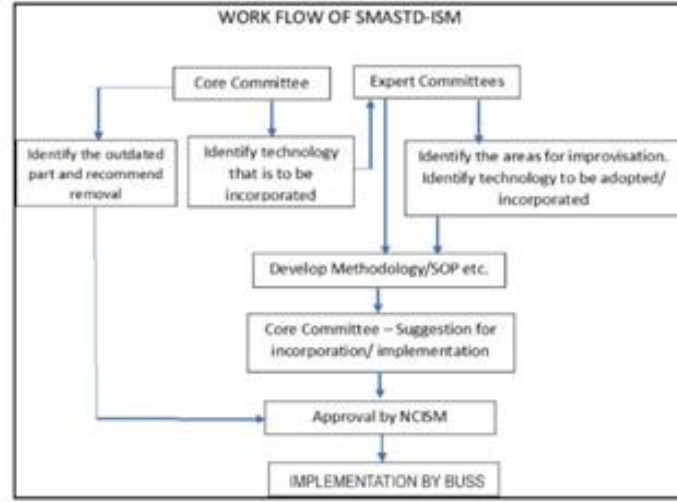 WORK FLOW OF SMASTD-ISM
Core Committee
Expert Committees
Identify the outdated
part and recommend
removal
Identify technology
that is to be
incorporated
Identify the areas for improvisation.
Identify technology to be adopted/
incorporated
Develop Methodology/SOP etc.
Core Committee – Suggestion for
incorporation/ implementation
Approval by NCISM
IMPLEMENTATION BY BUSS